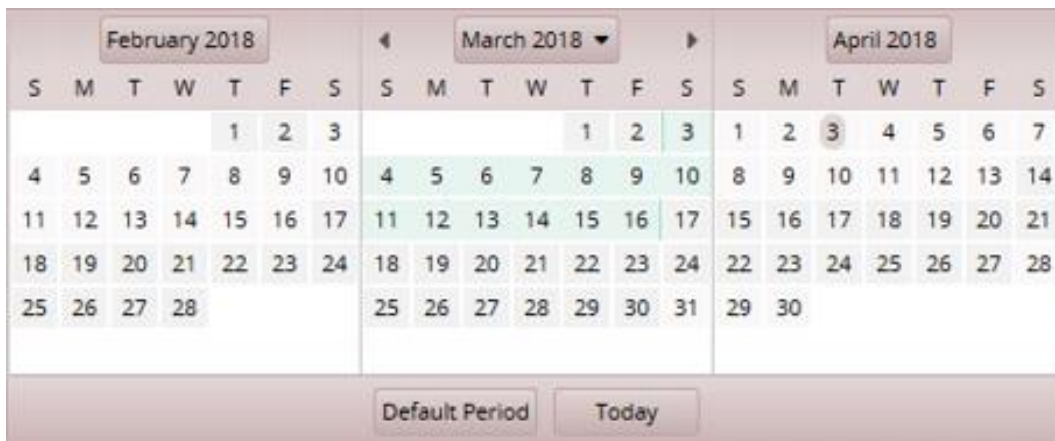 February 2018 March 2018 April 2018
S M T W T F S S M T W T F S S M T W T F S
1 2 3 1 2 3 1 2 3 4 5 6 7
4 5 6 7 8 9 10 4 5 6 7 8 9 10 8 9 10 11 12 13 14
11 12 13 14 15 16 17 11 12 13 14 15 16 17 15 16 17 18 19 20 21
18 19 20 21 22 23 24 18 19 20 21 22 23 24 22 23 24 25 26 27 28
25 26 27 28 25 26 27 28 29 30 31 29 30
Default Period Today